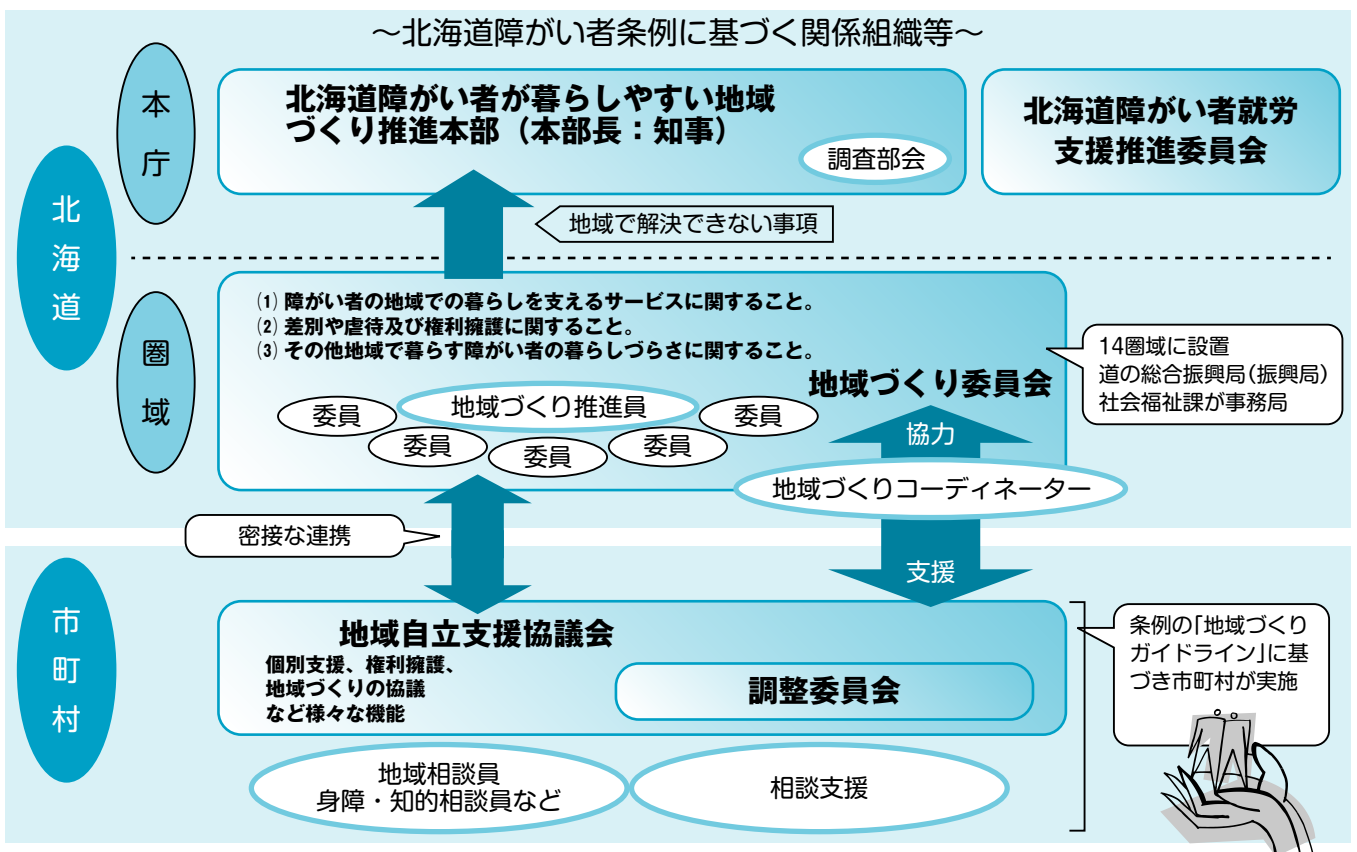 ～北海道障がい者条例に基づく関係組織等～
北海道
本庁
北海道障がい者が暮らしやすい地域
づくり推進本部（本部長：知事）
調査部会
北海道障がい者就労
支援推進委員会
地域で解決できない事項
圏域
⑴ 障がい者の地域での暮らしを支えるサービスに関すること。
⑵ 差別や虐待及び権利擁護に関すること。
⑶ その他地域で暮らす障がい者の暮らしづらさに関すること。
地域づくり委員会
14圏域に設置
道の総合振興局（振興局）
社会福祉課が事務局
委員
地域づくり推進員
委員
委員
委員
委員
協力
地域づくりコーディネーター
密接な連携
支援
市町村
地域自立支援協議会
個別支援、権利擁護、
地域づくりの協議
など様々な機能
調整委員会
条例の「地域づくり
ガイドライン」に基
づき市町村が実施
地域相談員
身障・知的相談員など
相談支援